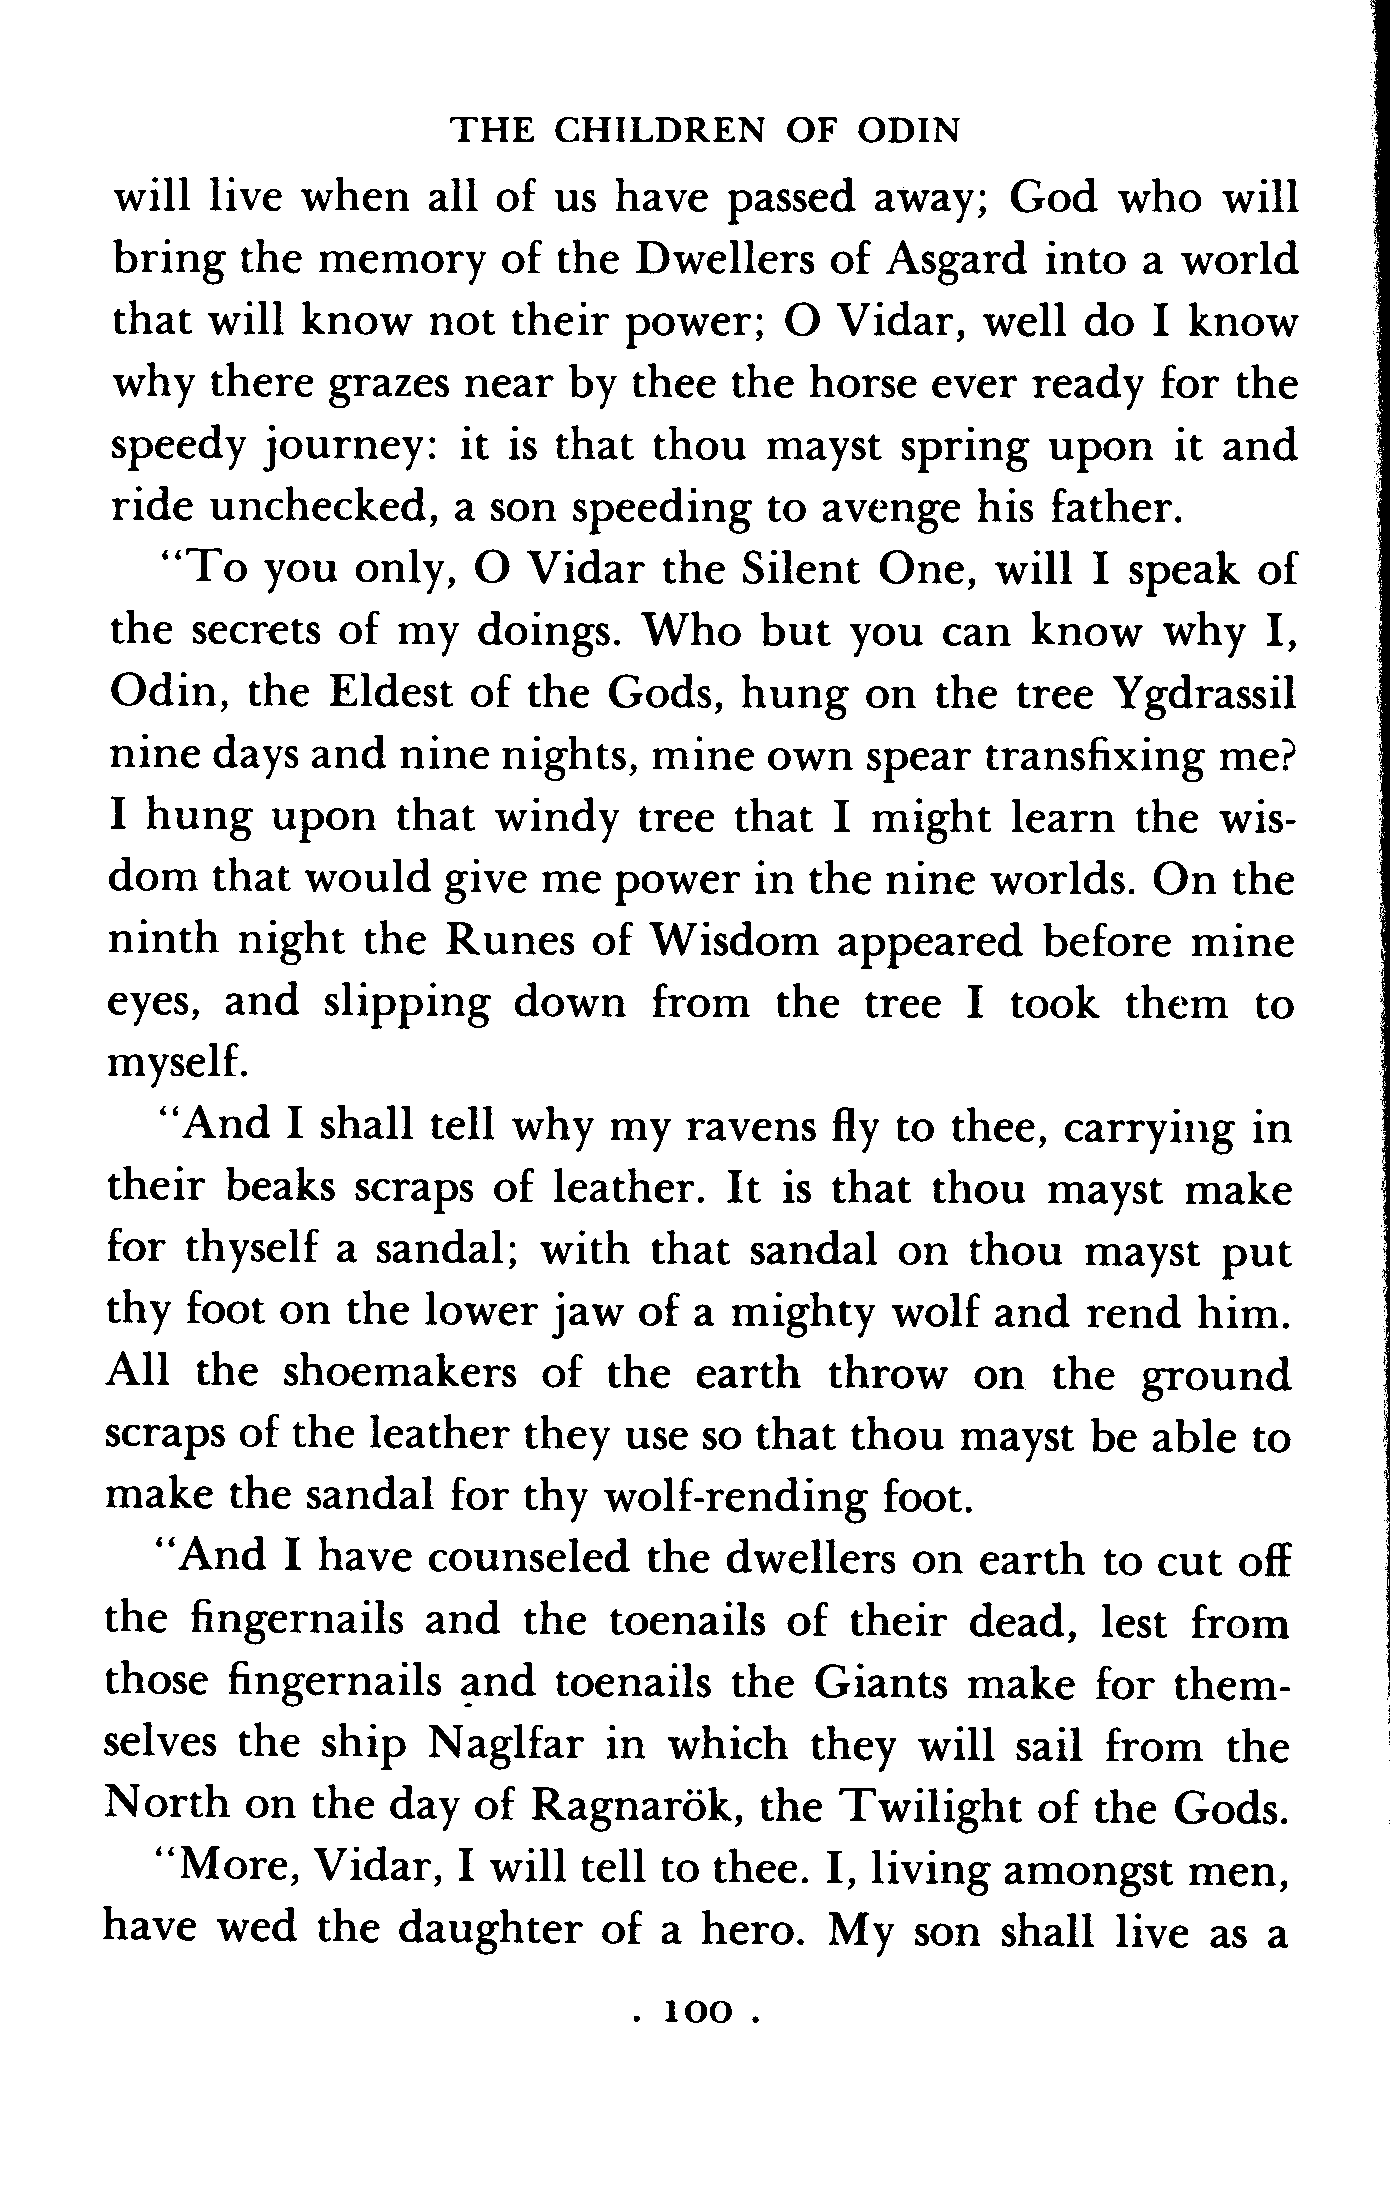 THE CHILDREN OF ODIN
will live when all of us have passed away; God who will
bring the memory of the Dwellers of Asgard into a world
that will know not their power; O Vidar, well do I know
why there grazes near by thee the horse ever ready for the
speedy journey: it is that thou mayst spring upon it and
ride unchecked, a son speeding to avenge his father.
“To you only, O Vidar the Silent One, will I speak of
the secrets of my doings. Who but you can know why I,
Odin, the Eldest of the Gods, hung on the tree Ygdrassil
nine days and nine nights, mine own spear transfixing me?
I hung upon that windy tree that I might learn the wis-
dom that would give me power in the nine worlds. On the
ninth night the Runes of Wisdom appeared before mine
eyes, and slipping down from the tree I took them to
myself.
“And I shall tell why my ravens fly to thee, carrying in
their beaks scraps of leather. It is that thou mayst make
for thyself a sandal; with that sandal on thou mayst put
thy foot on the lower jaw of a mighty wolf and rend him.
All the shoemakers of the earth throw on the ground
scraps of the leather they use so that thou mayst be able to
make the sandal for thy wolf-rending foot.
“And I have counseled the dwellers on earth to cut off
the fingernails and the toenails of their dead, lest from
those fingernails and toenails the Giants make for them-
selves the ship Naglfar in which they will sail from the
North on the day of Ragnarök, the Twilight of the Gods.
“More, Vidar, I will tell to thee. I, living amongst men,
have wed the daughter of a hero. My son shall live as a
. 100 .